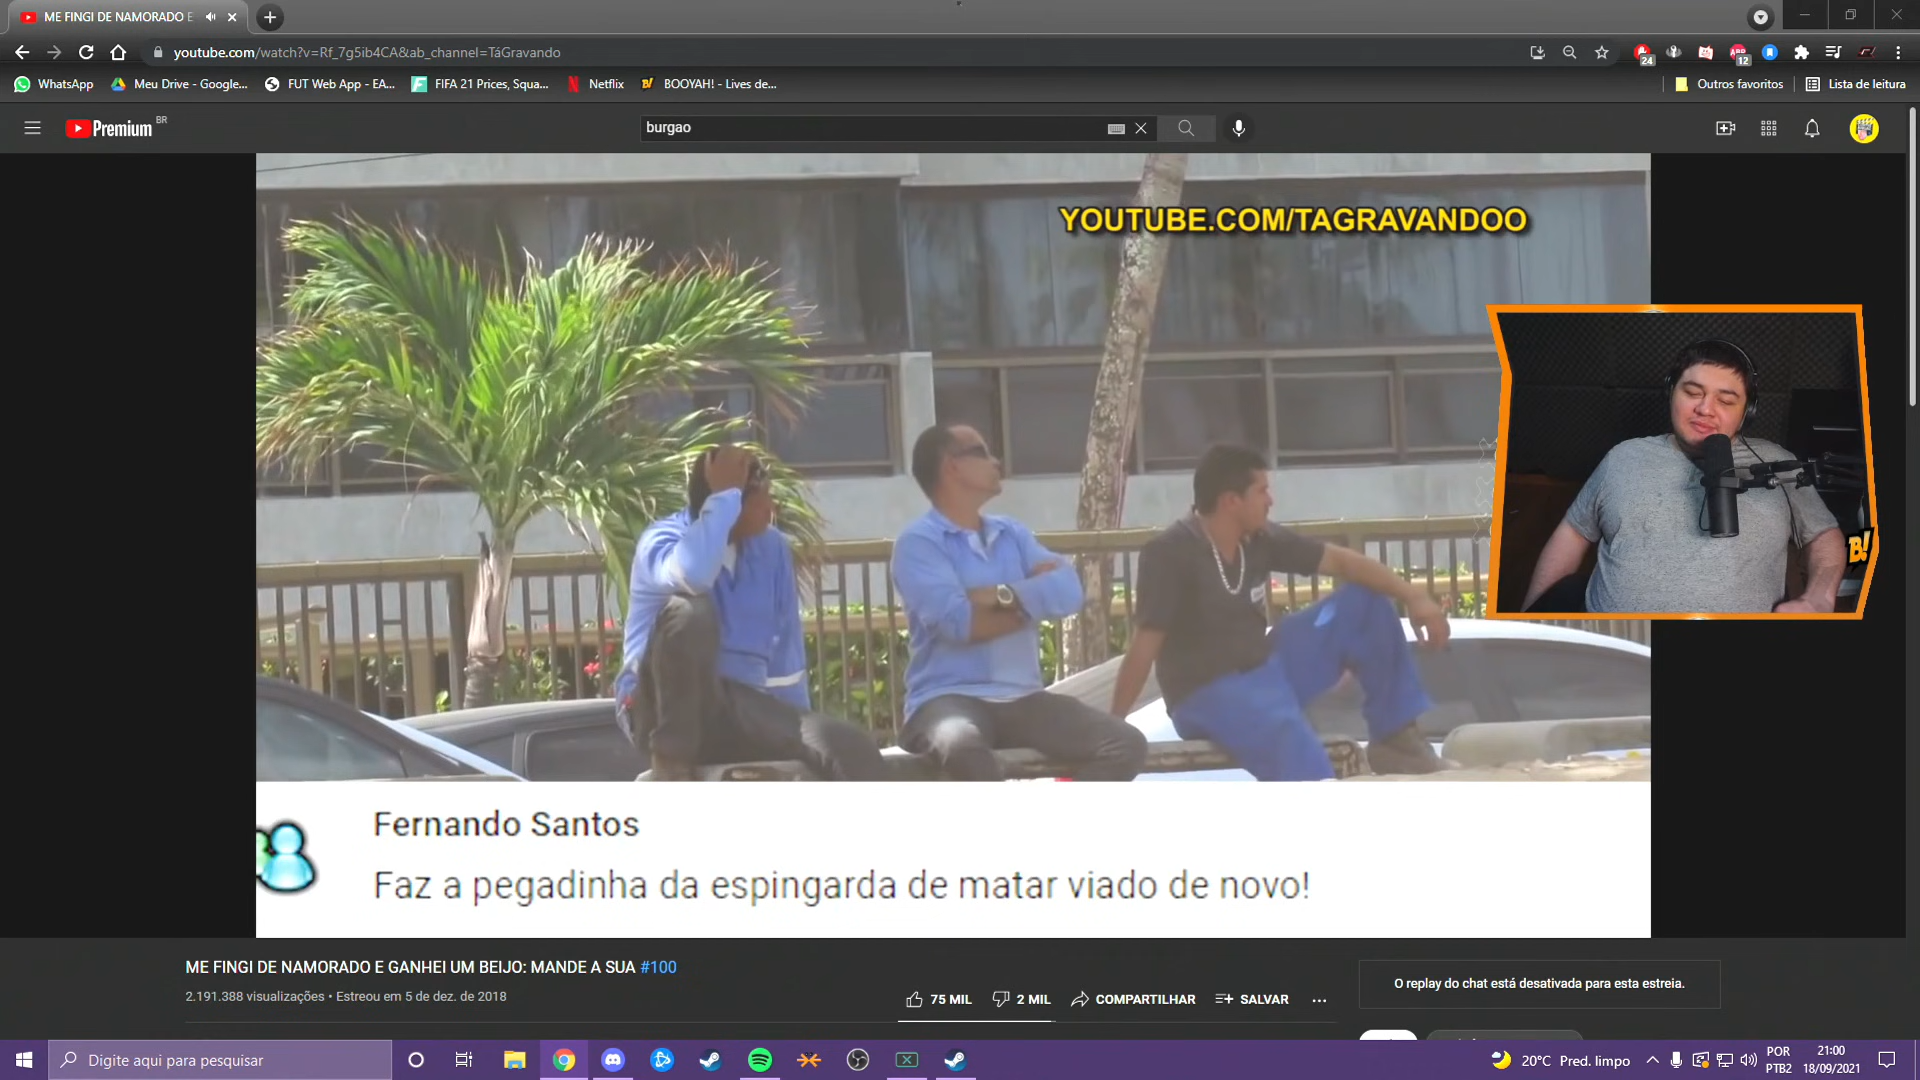 ME FINGI DE NAMORADO E
youtube.com/watch?v=Rf_7g5ib4CA&ab_channel=TáGravando
24
12
WhatsApp
Meu Drive - Google...
FUT Web App - EA...
FIFA 21 Prices, Squa...
Netflix
BOOYAH! - Lives de...
Outros favoritos
Lista de leitura
Premium BR
burgao
YOUTUBE.COM/TAGRAVANDOO
B!
Fernando Santos
Faz a pegadinha da espingarda de matar viado de novo!
ME FINGI DE NAMORADO E GANHEI UM BEIJO: MANDE A SUA #100
2.191.388 visualizações • Estreou em 5 de dez. de 2018
75 MIL
2 MIL
COMPARTILHAR
SALVAR
O replay do chat está desativada para esta estreia.
Digite aqui para pesquisar
20°C Pred. limpo
POR
PTB2
21:00
18/09/2021